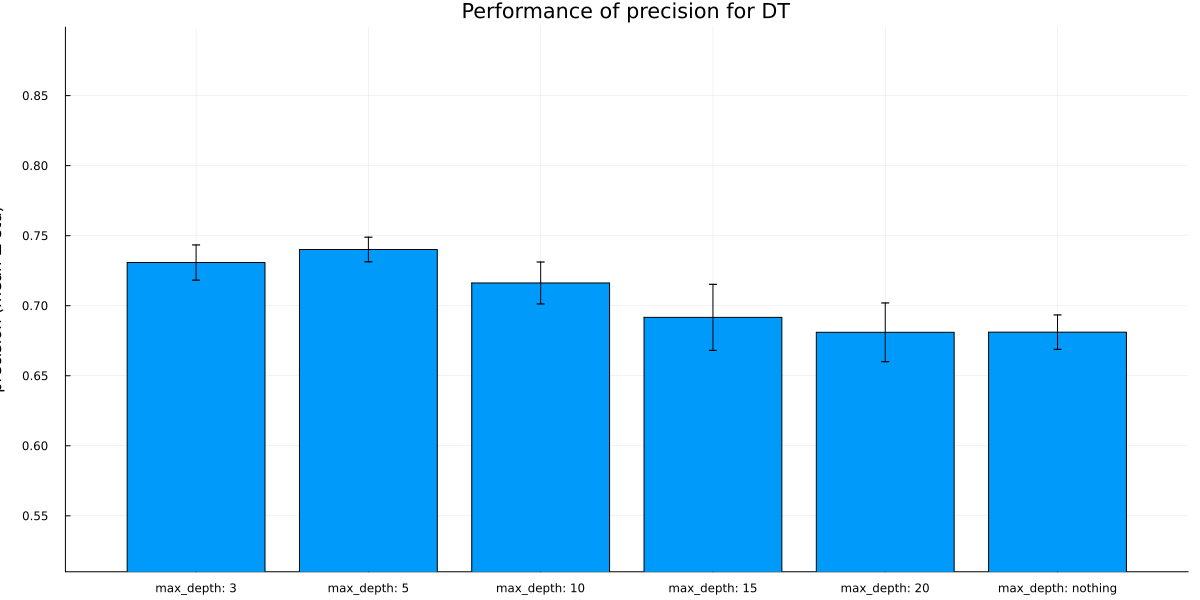 Performance of precision for DT
0.85
0.80
0.75
0.70
0.65
0.60
0.55
max_depth: 3
max_depth: 5
max_depth: 10
max_depth: 15
max_depth: 20
max_depth: nothing